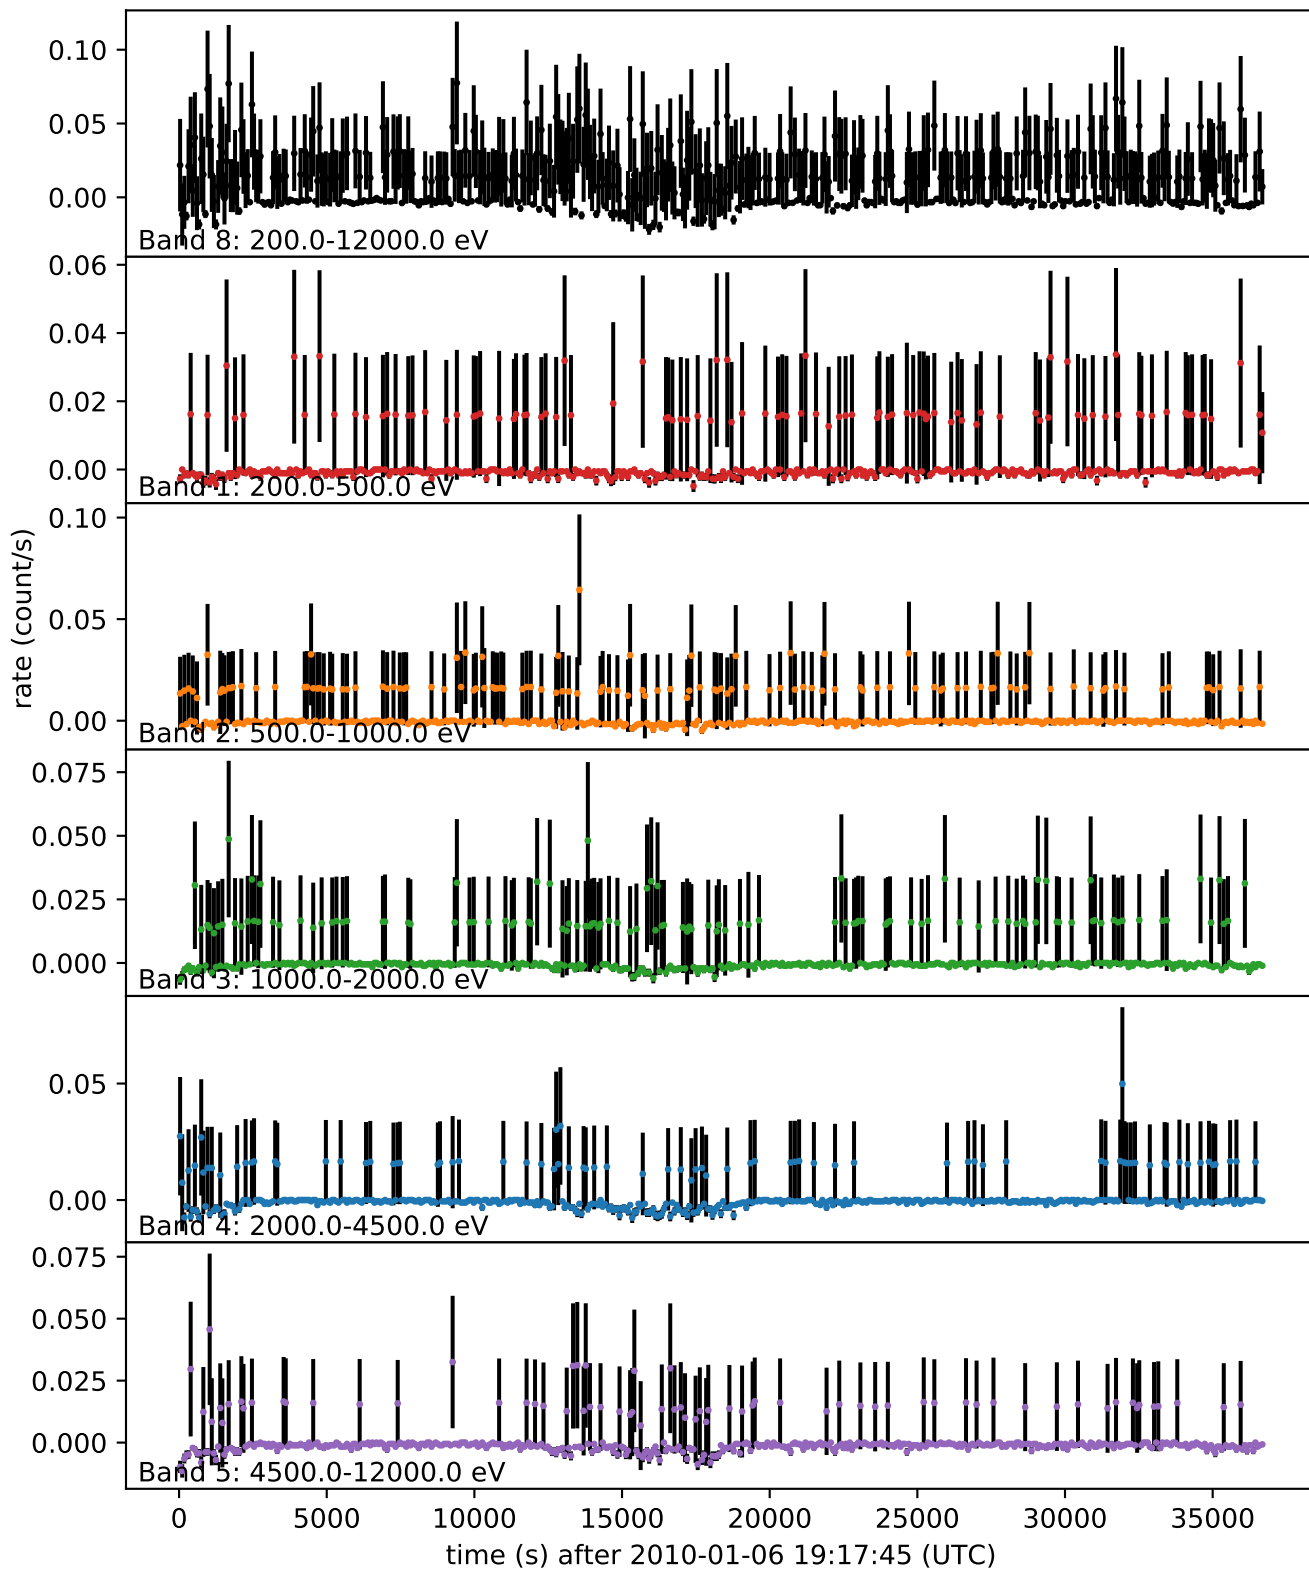 0.10
0.05
0.00
Band 8: 200.0-12000.0 eV
0.06
0.04
0.02
0.00
Band 1: 200.0-500.0 eV
rate (count/s)
0.10
0.05
0.00
Band 2: 500.0-1000.0 eV
0.075
0.050
0.025
0.000
Band 3: 1000.0-2000.0 eV
0.05
0.00
Band 4: 2000.0-4500.0 eV
0.075
0.050
0.025
0.000
Band 5: 4500.0-12000.0 eV
0 5000 10000 15000 20000 25000 30000 35000
time (s) after 2010-01-06 19:17:45 (UTC)